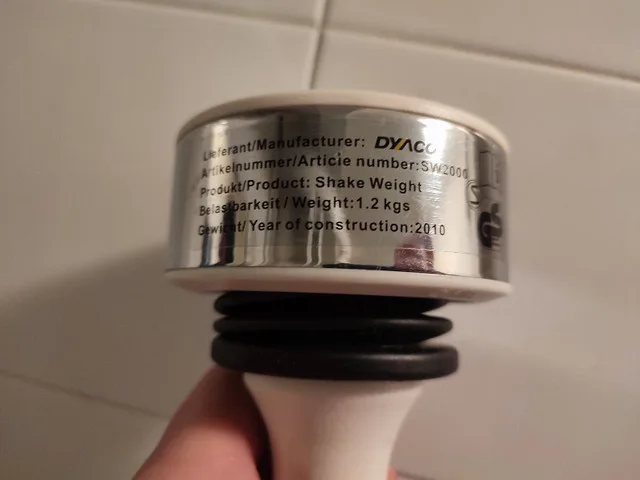 Lieferant/Manufacturer: DYACO
Artikelnummer/Articie number:SW2000
Produkt/Product: Shake Weight
Belastbarkeit / Weight:1.2 kgs
Gewicht/ Year of construction:2010